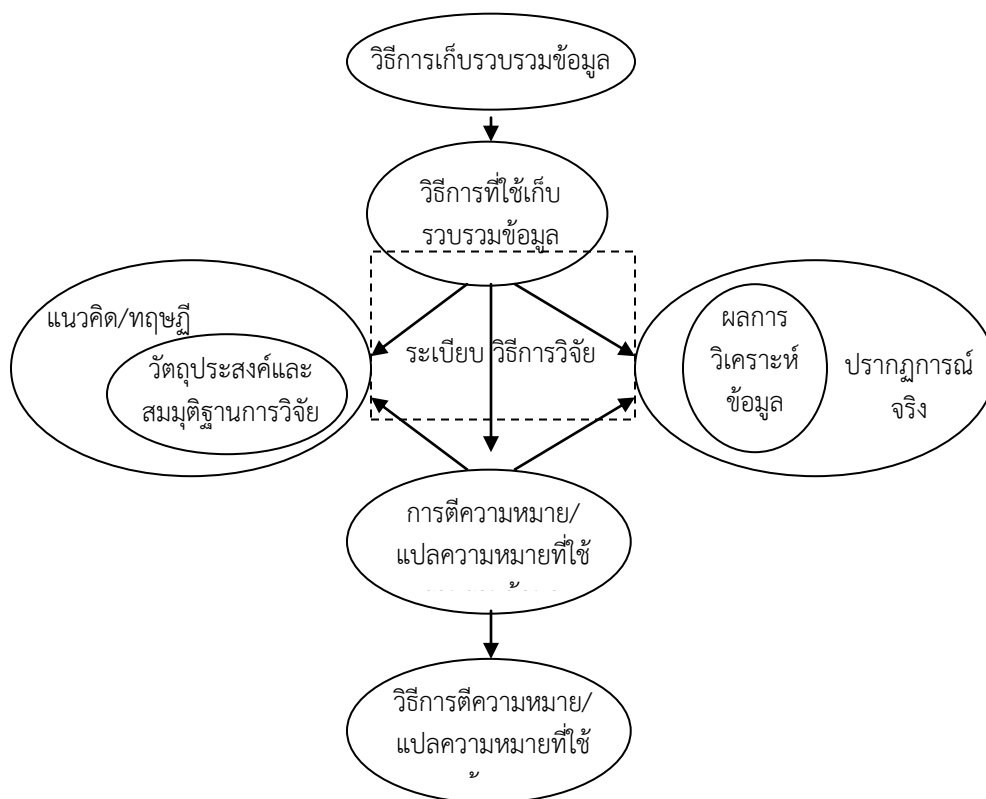 วิธีการเก็บรวบรวมข้อมูล
วิธีการที่ใช้เก็บ
รวบรวมข้อมูล
แนวคิด/ทฤษฎี
วัตถุประสงค์และ
สมมุติฐานการวิจัย
ระเบียบ วิธีการวิจัย
ผลการ
วิเคราะห์
ข้อมูล
ปรากฏการณ์
จริง
การตีความหมาย/
แปลความหมายที่ใช้
วิธีการตีความหมาย/
แปลความหมายที่ใช้